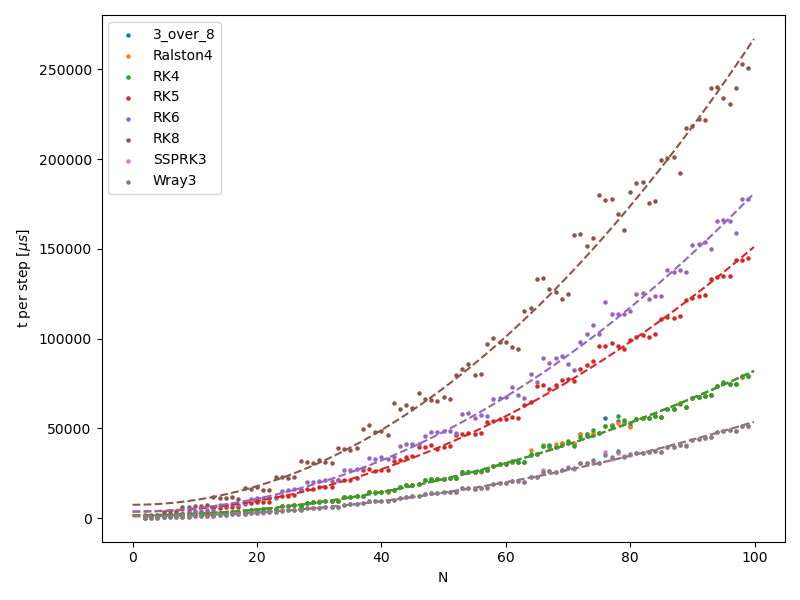 3_over_8
Ralston4
RK4
RK5
RK6
RK8
SSPRK3
Wray3
250000
200000
150000
100000
50000
0
t per step [μs]
0 20 40 60 80 100
N